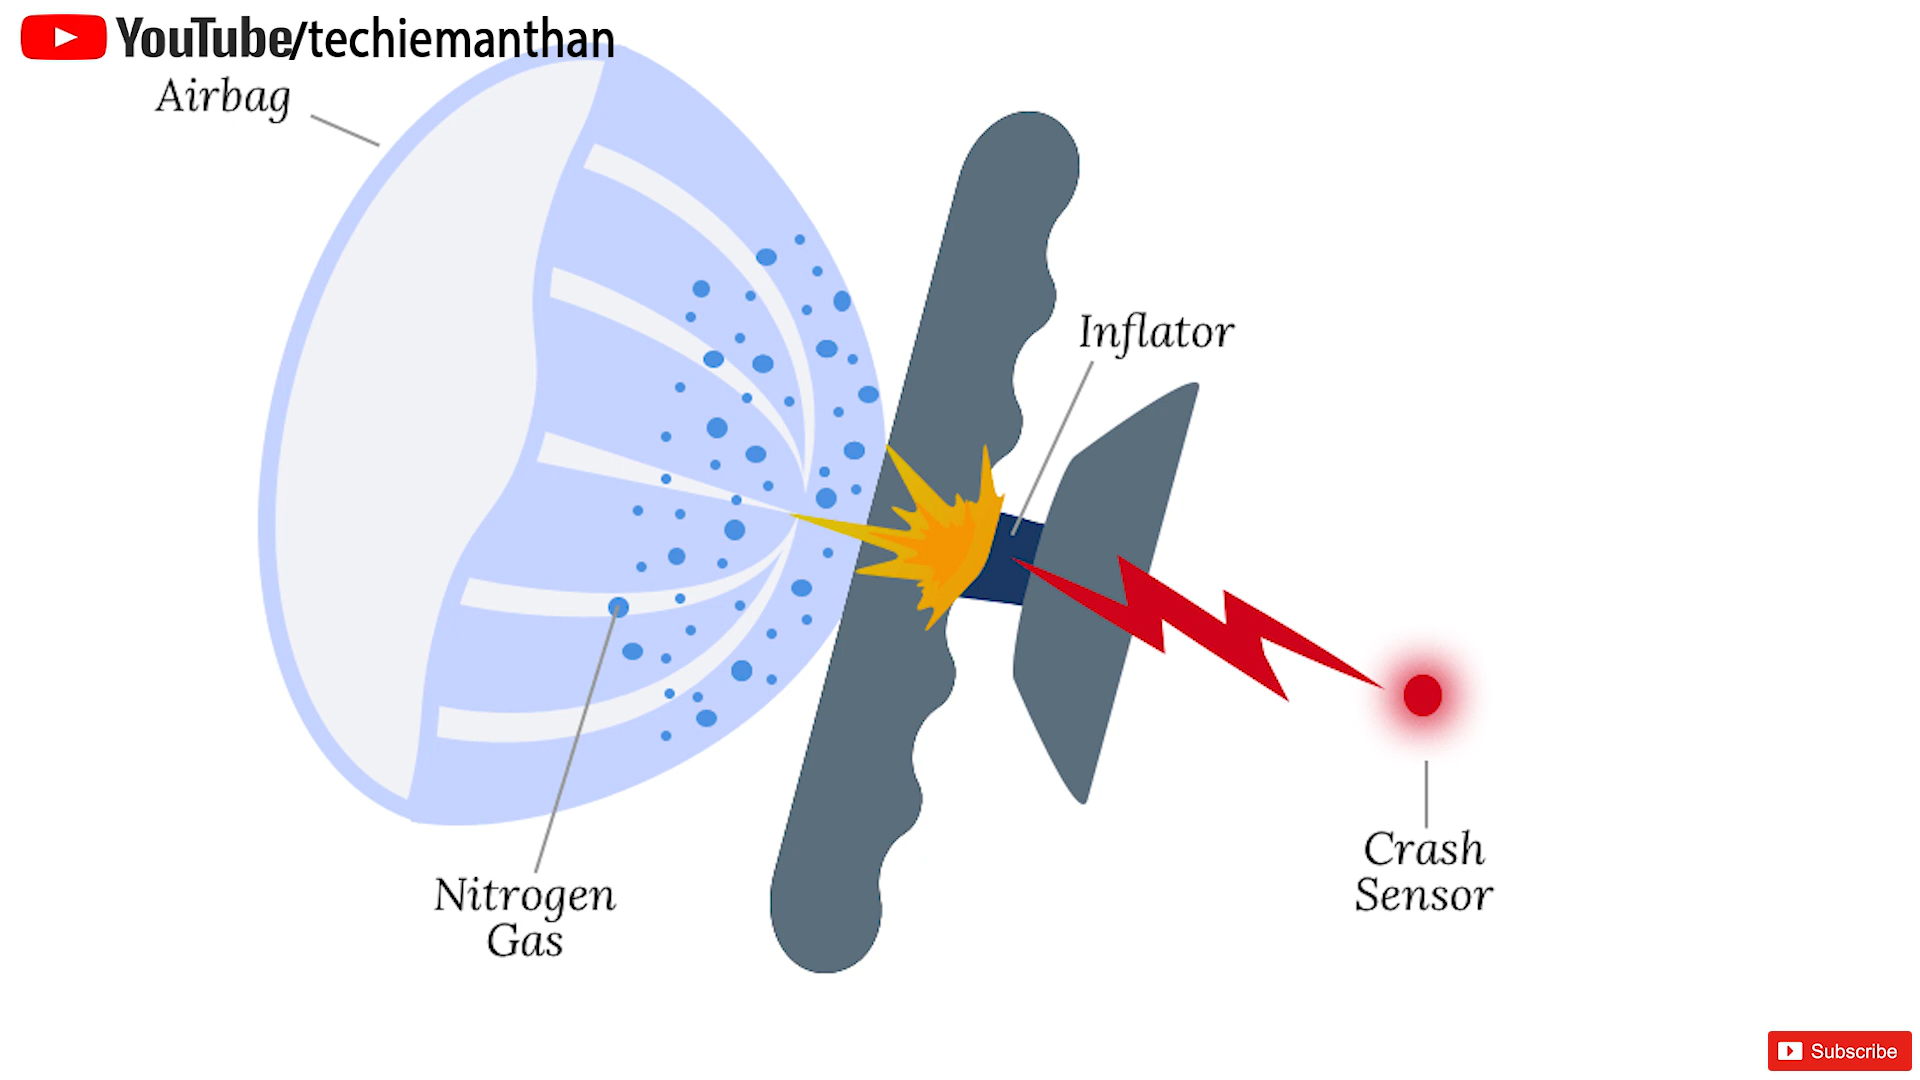 YouTube/techiemanthan
Airbag
Inflator
Crash
Sensor
Nitrogen
Gas
Subscribe